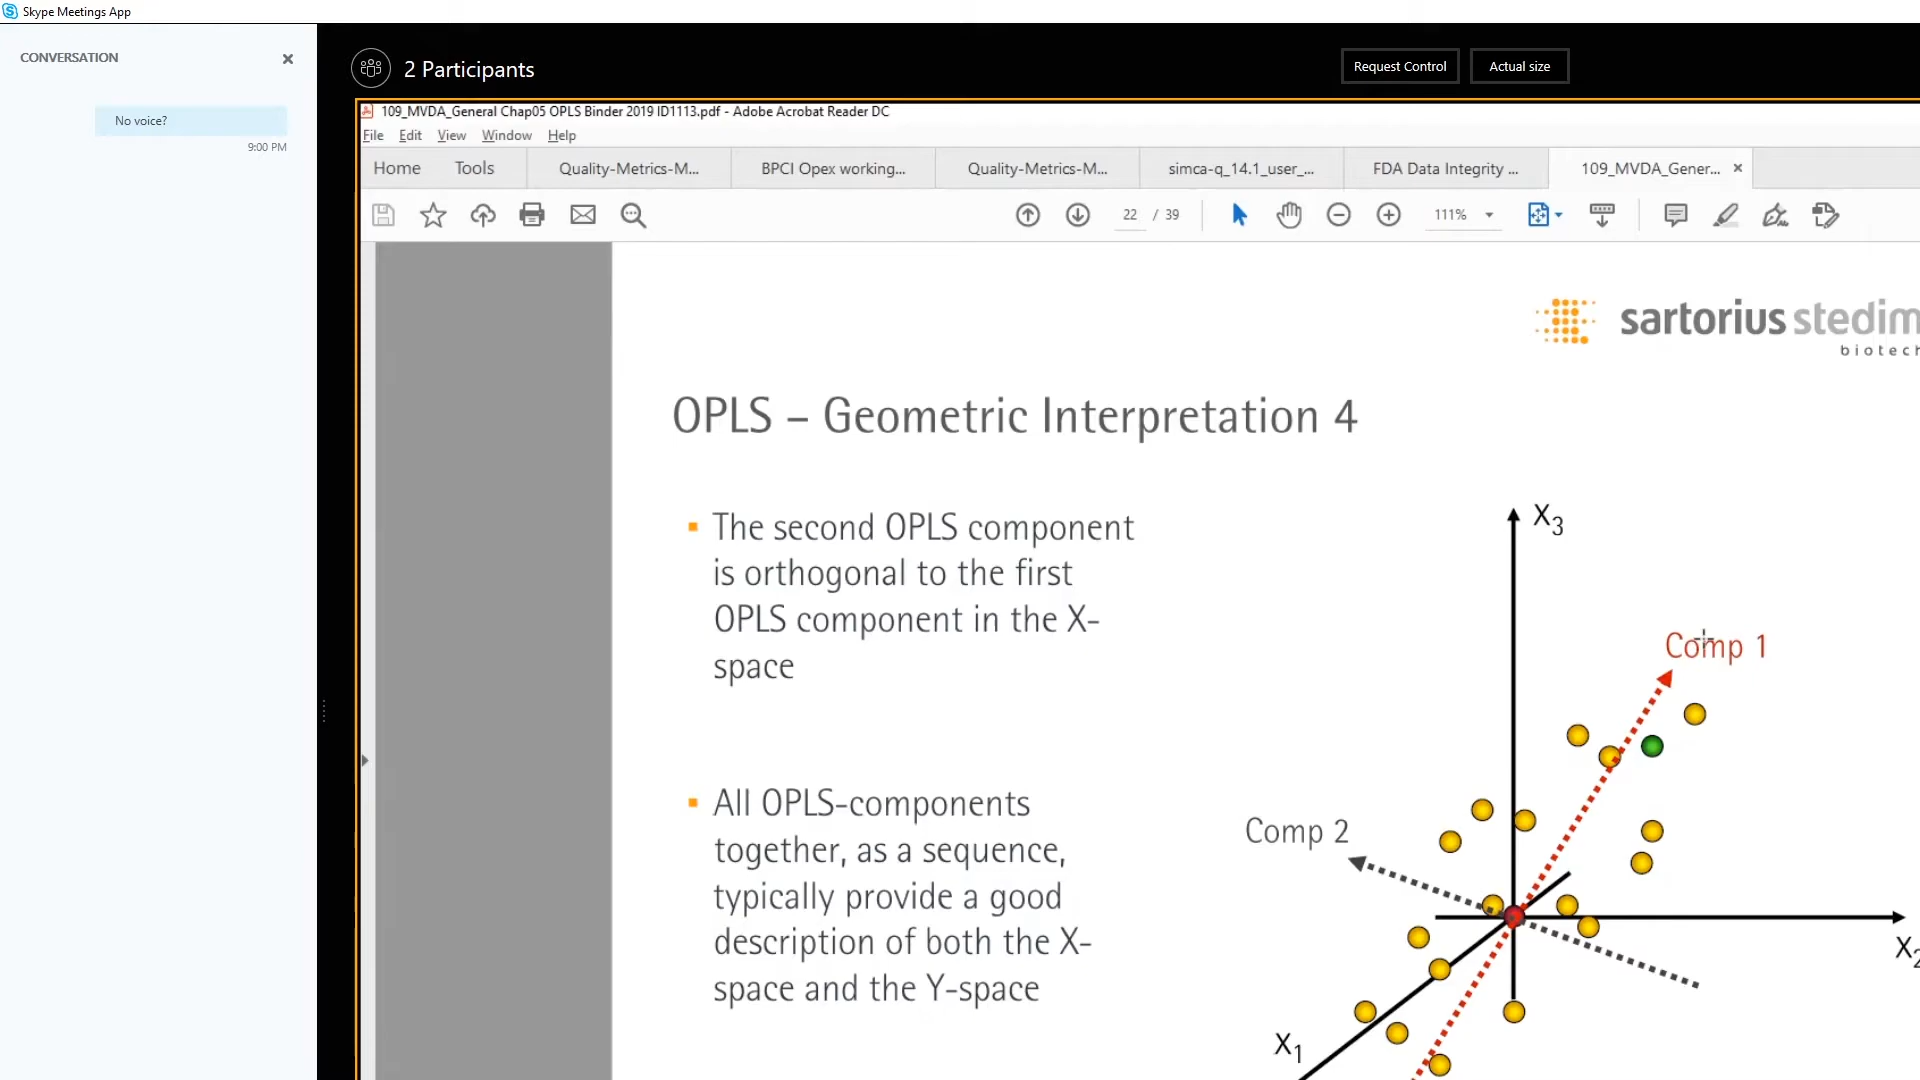 Skype Meetings App
CONVERSATION
No voice?
9:00 PM
2 Participants
Request Control
Actual size
109_MVDA_General Chap05 OPLS Binder 2019 ID1113.pdf - Adobe Acrobat Reader DC
File Edit View Window Help
Home Tools Quality-Metrics-M... BPCI Opex working... Quality-Metrics-M... simca-q_14.1_user_... FDA Data Integrity ... 109_MVDA_Gener...
22 / 39 111%
sartorius stedim
biotech
OPLS – Geometric Interpretation 4
The second OPLS component
is orthogonal to the first
OPLS component in the X-
space
All OPLS-components
together, as a sequence,
typically provide a good
description of both the X-
space and the Y-space
X3
Comp 1
Comp 2
X2
X1